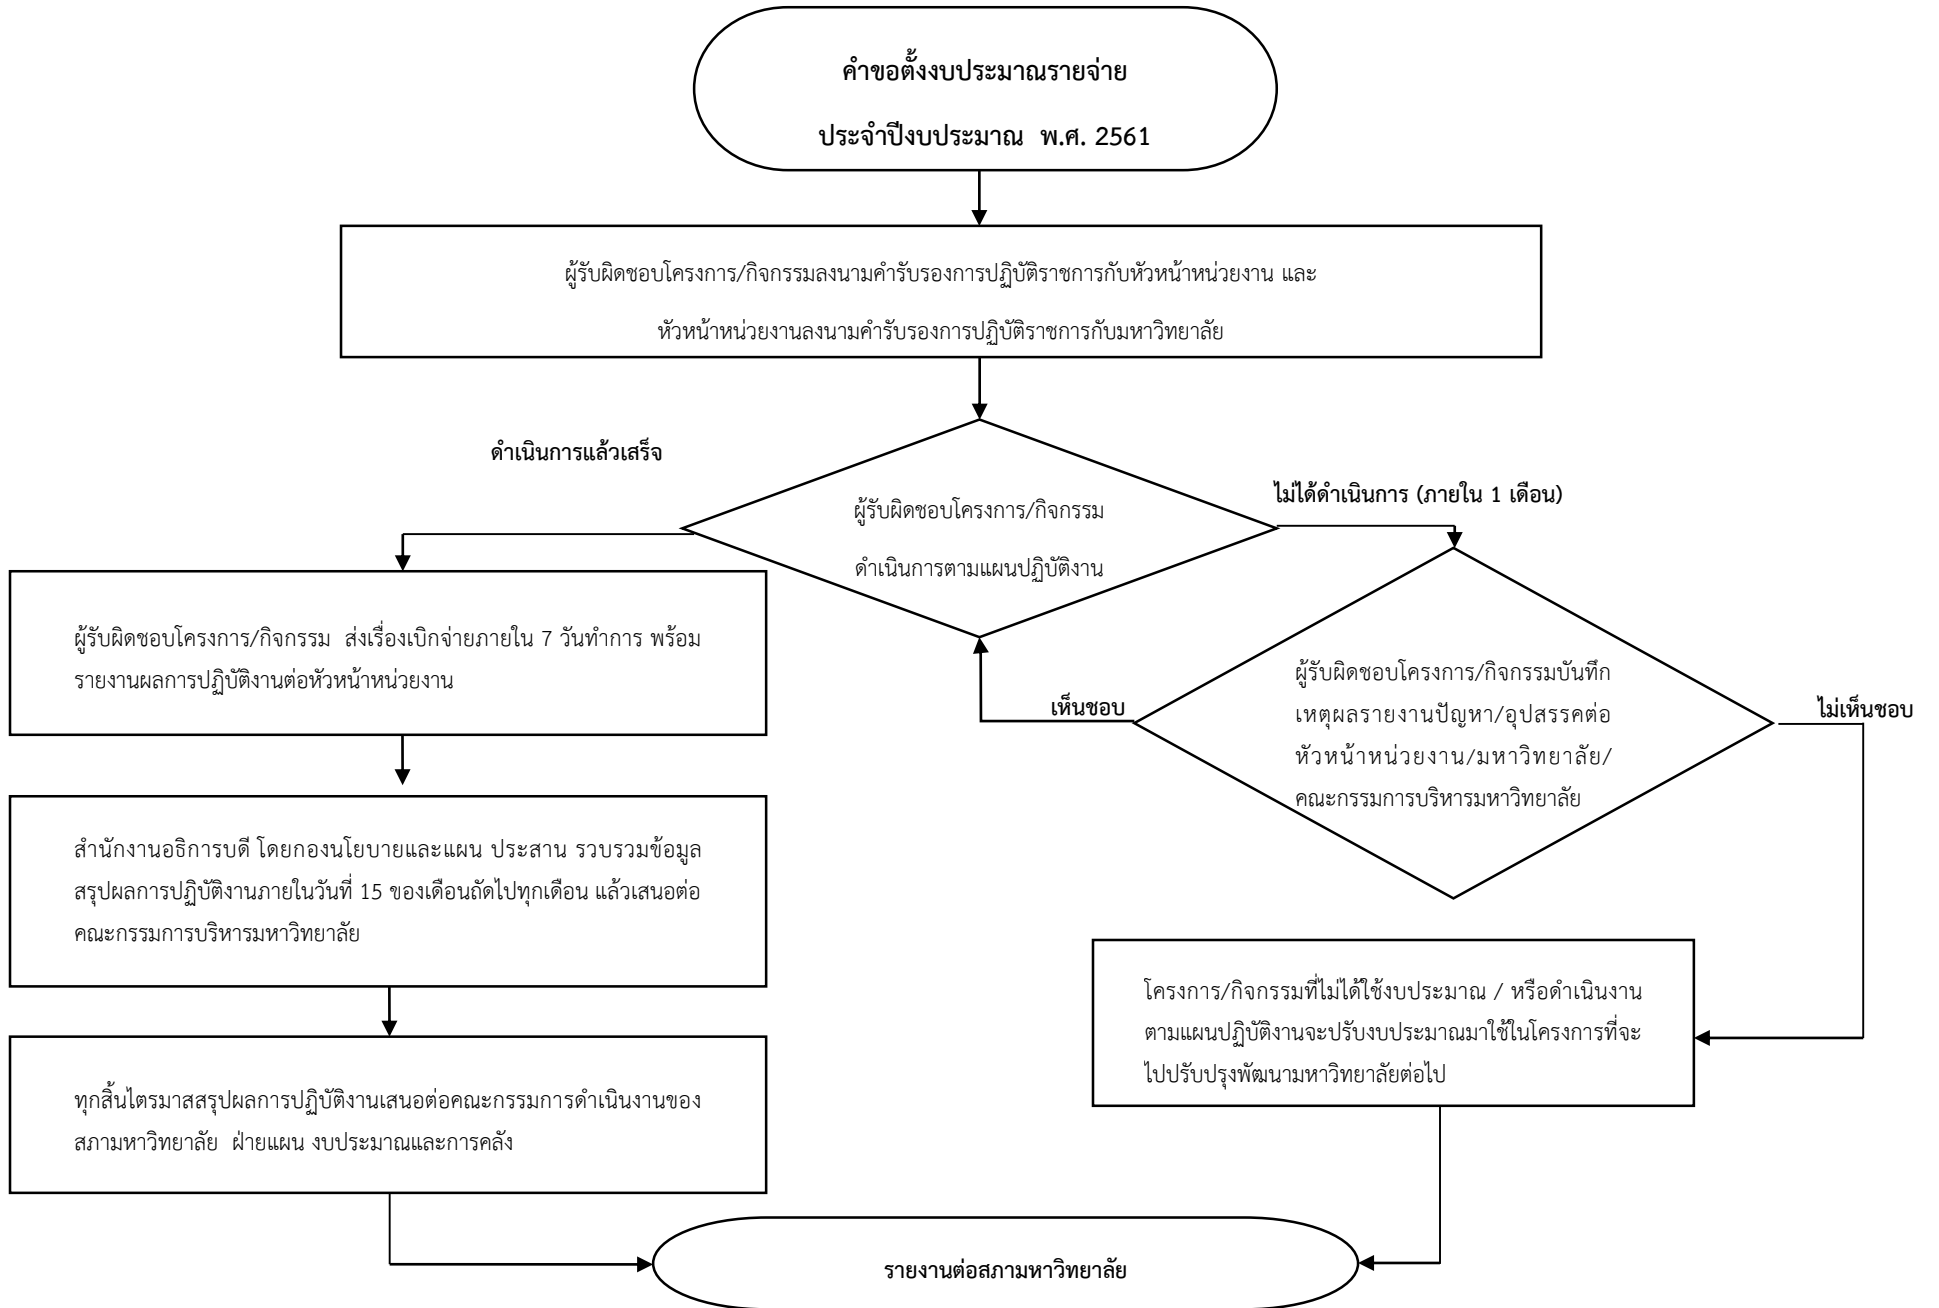 คำขอตั้งงบประมาณรายจ่าย
ประจำปีงบประมาณ พ.ศ. 2561
ผู้รับผิดชอบโครงการ/กิจกรรมลงนามคำรับรองการปฏิบัติราชการกับหัวหน้าหน่วยงาน และ
หัวหน้าหน่วยงานลงนามคำรับรองการปฏิบัติราชการกับมหาวิทยาลัย
ดำเนินการแล้วเสร็จ
ผู้รับผิดชอบโครงการ/กิจกรรม
ดำเนินการตามแผนปฏิบัติงาน
ไม่ได้ดำเนินการ (ภายใน 1 เดือน)
ผู้รับผิดชอบโครงการ/กิจกรรม ส่งเรื่องเบิกจ่ายภายใน 7 วันทำการ พร้อม
รายงานผลการปฏิบัติงานต่อหัวหน้าหน่วยงาน
เห็นชอบ
ผู้รับผิดชอบโครงการ/กิจกรรมบันทึก
เหตุผลรายงานปัญหา/อุปสรรคต่อ
หัวหน้าหน่วยงาน/มหาวิทยาลัย/
คณะกรรมการบริหารมหาวิทยาลัย
ไม่เห็นชอบ
สำนักงานอธิการบดี โดยกองนโยบายและแผน ประสาน รวบรวมข้อมูล
สรุปผลการปฏิบัติงานภายในวันที่ 15 ของเดือนถัดไปทุกเดือน แล้วเสนอต่อ
คณะกรรมการบริหารมหาวิทยาลัย
โครงการ/กิจกรรมที่ไม่ได้ใช้งบประมาณ / หรือดำเนินงาน
ตามแผนปฏิบัติงานจะปรับงบประมาณมาใช้ในโครงการที่จะ
ไปปรับปรุงพัฒนามหาวิทยาลัยต่อไป
ทุกสิ้นไตรมาสสรุปผลการปฏิบัติงานเสนอต่อคณะกรรมการดำเนินงานของ
สภามหาวิทยาลัย ฝ่ายแผน งบประมาณและการคลัง
รายงานต่อสภามหาวิทยาลัย